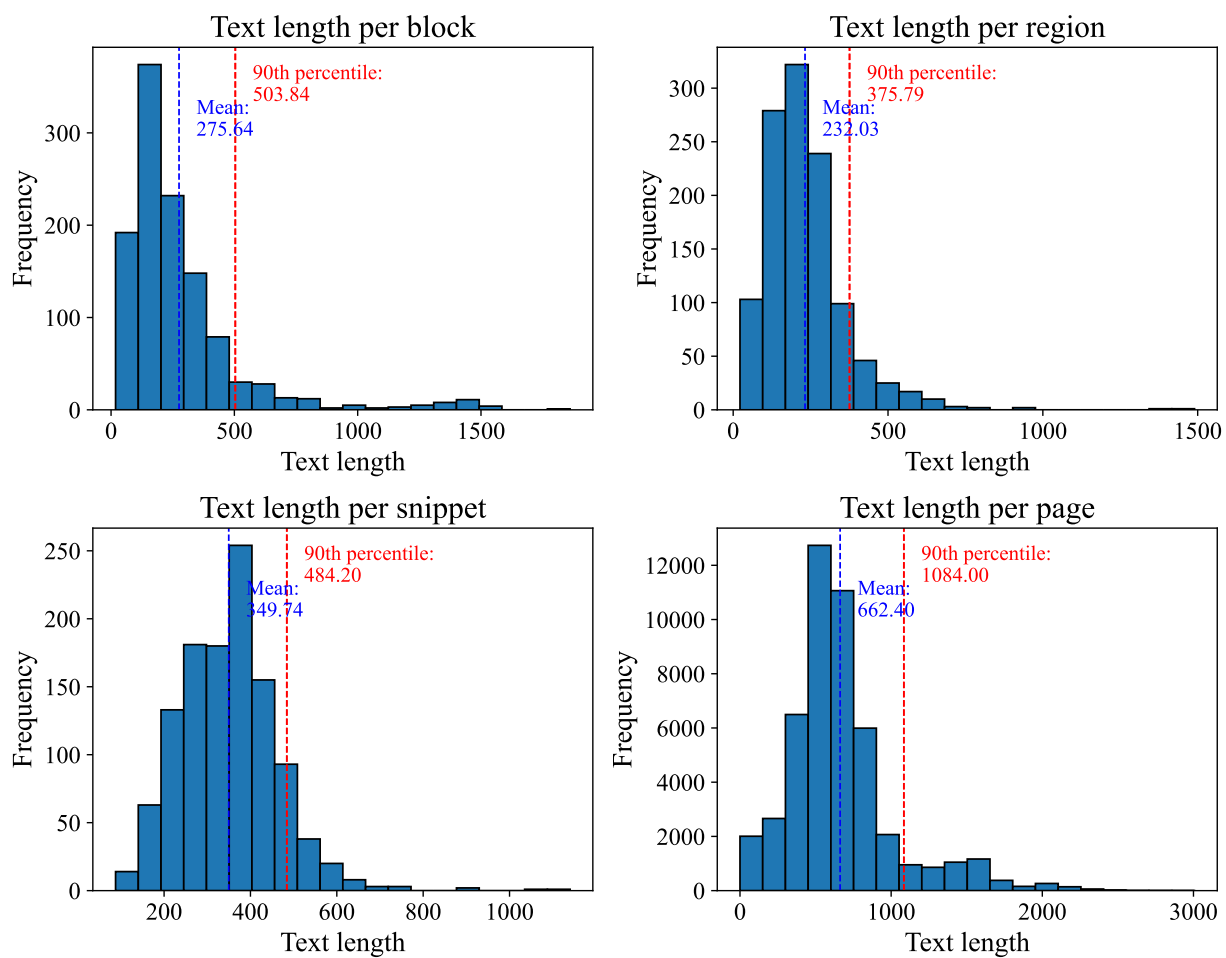 Text length per block
90th percentile:
503.84
Mean:
275.64
Frequency
300
200
100
0
0 500 1000 1500
Text length
Text length per region
90th percentile:
375.79
Mean:
232.03
Frequency
300
250
200
150
100
50
0
0 500 1000 1500
Text length
Text length per snippet
90th percentile:
484.20
Mean:
349.74
Frequency
250
200
150
100
50
0
200 400 600 800 1000
Text length
Text length per page
90th percentile:
1084.00
Mean:
662.40
Frequency
12000
10000
8000
6000
4000
2000
0
0 1000 2000 3000
Text length